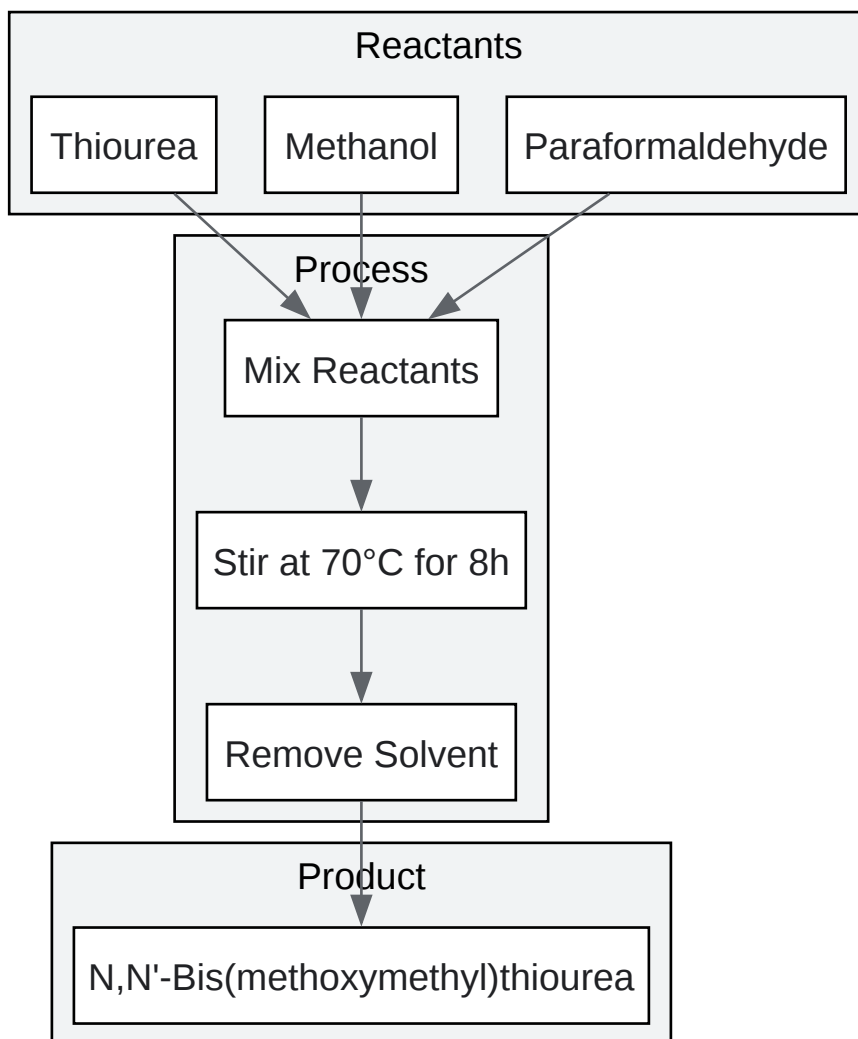 Reactants
Thiourea
Methanol
Paraformaldehyde
Process
Mix Reactants
Stir at 70°C for 8h
Remove Solvent
Product
N,N'-Bis(methoxymethyl)thiourea